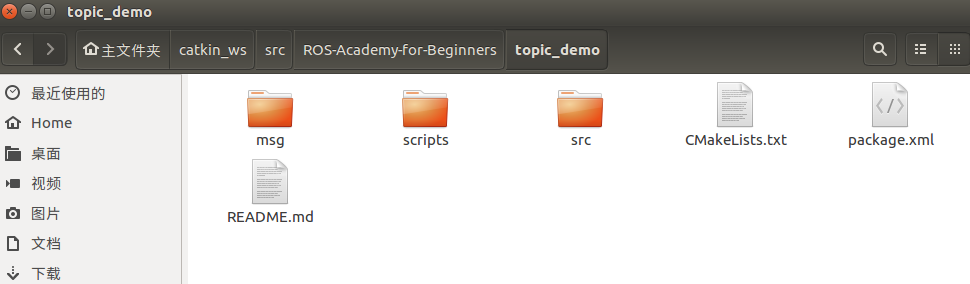 topic_demo
主文件夹 catkin_ws src ROS-Academy-for-Beginners topic_demo
最近使用的
Home
桌面
视频
图片
文档
下载
msg scripts src CMakeLists.txt package.xml
README.md